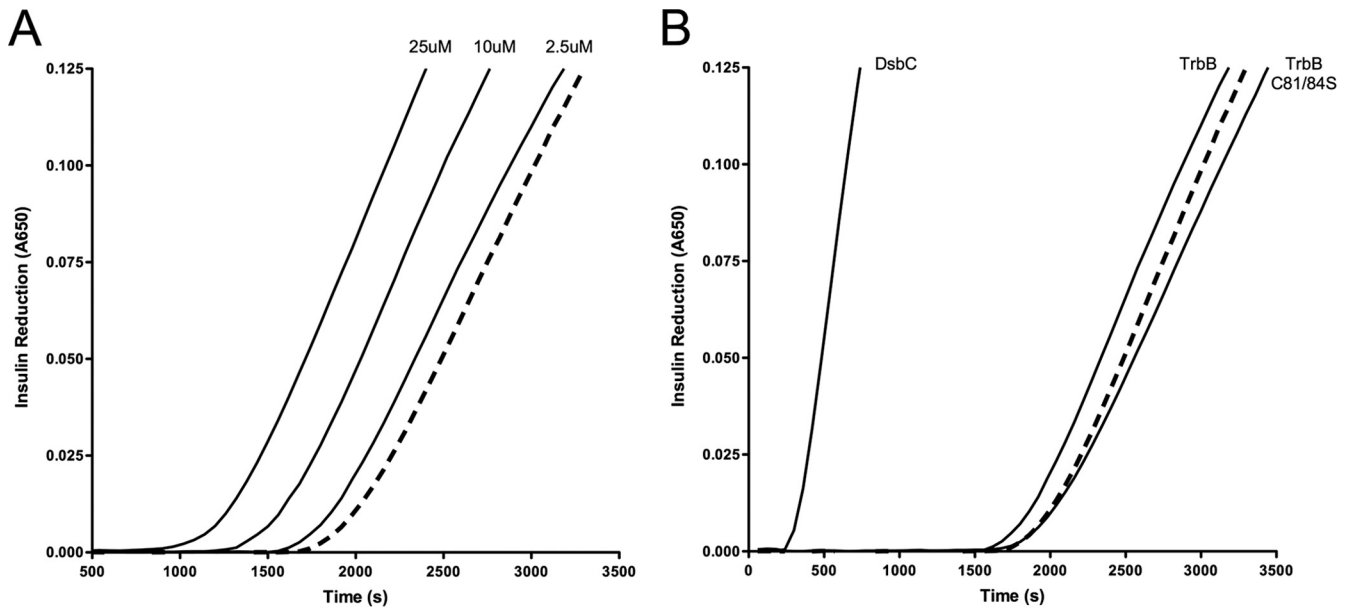 A
25uM 10uM 2.5uM
0.125
0.100
0.075
0.050
0.025
0.000
Insulin Reduction (A650)
500 1000 1500 2000 2500 3000 3500
Time (s)
B
DsbC TrbB TrbB
C81/84S
0.125
0.100
0.075
0.050
0.025
0.000
Insulin Reduction (A650)
0 500 1000 1500 2000 2500 3000 3500
Time (s)